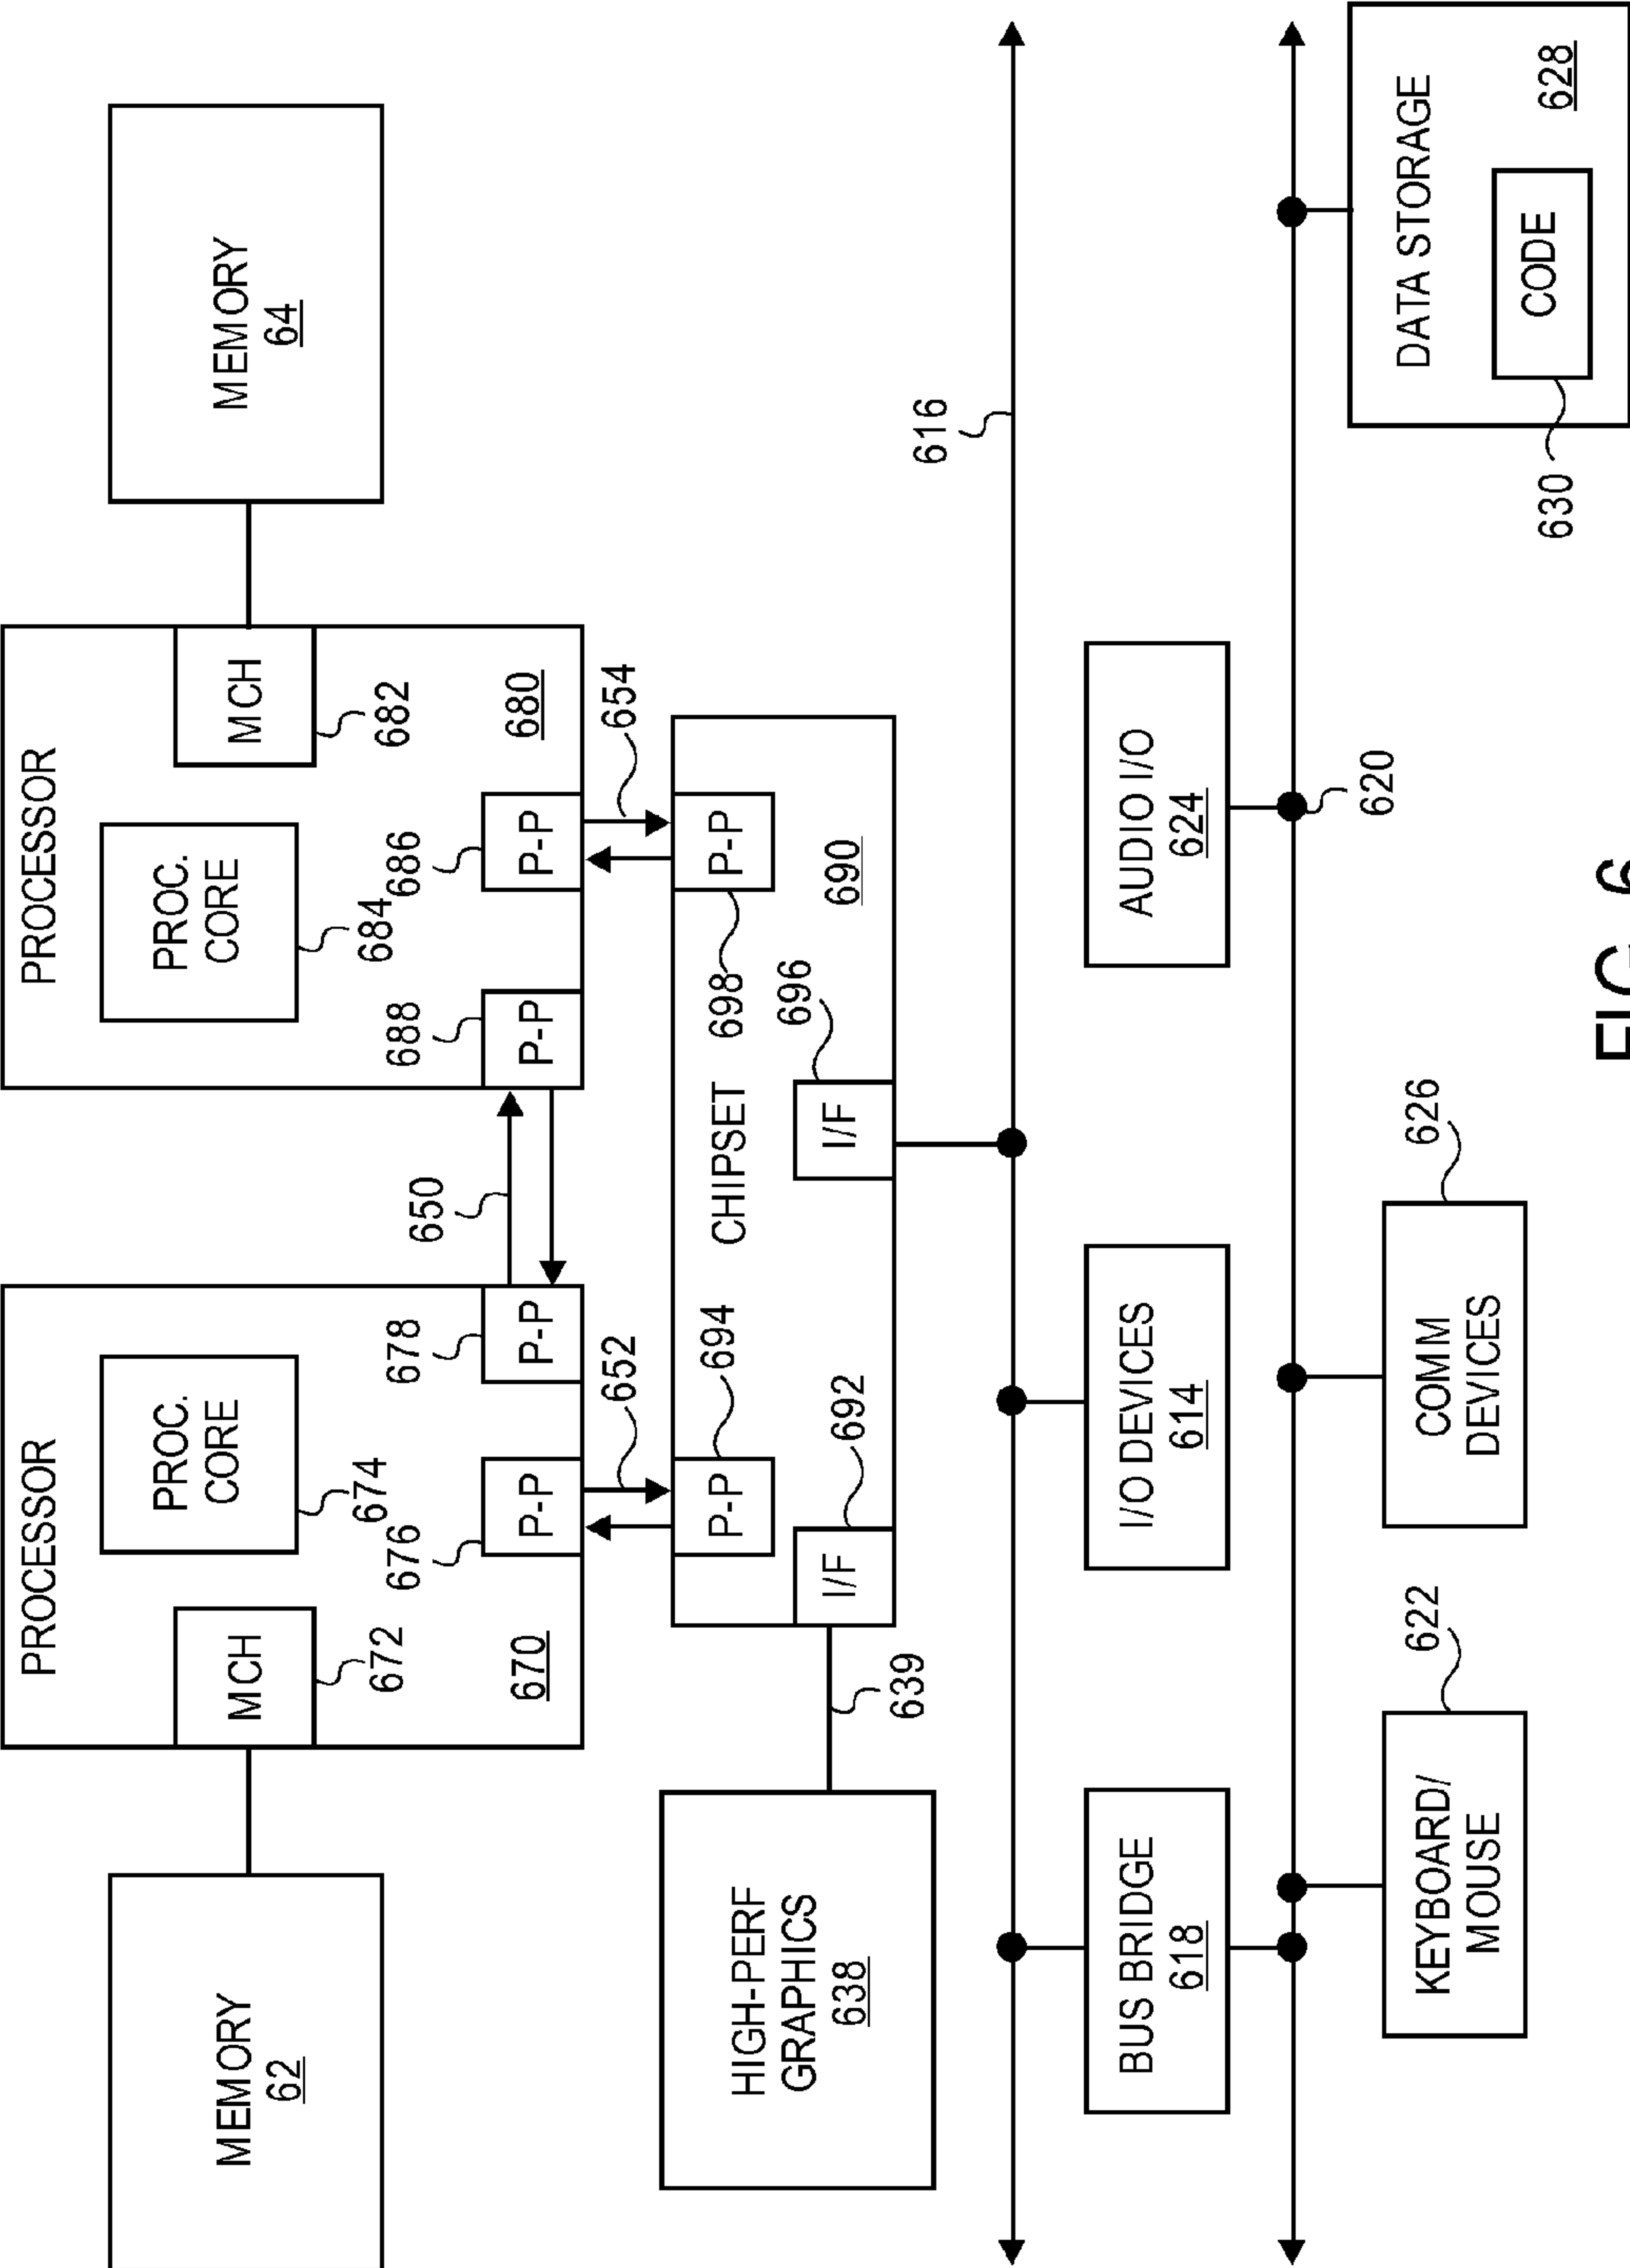 PROCESSOR
PROCESSOR
MEMORY
62
MCH
672
PROC.
CORE
674
670
676
P-P
678
P-P
650
PROC.
CORE
684
688
P-P
686
P-P
MCH
682
680
MEMORY
64
652
654
HIGH-PERF
GRAPHICS
638
639
P-P
694
I/F
692
CHIPSET
P-P
698
I/F
696
690
616
BUS BRIDGE
618
I/O DEVICES
614
AUDIO I/O
624
620
KEYBOARD/
MOUSE
622
COMM
DEVICES
626
DATA STORAGE
CODE
628
630
FIG. 6